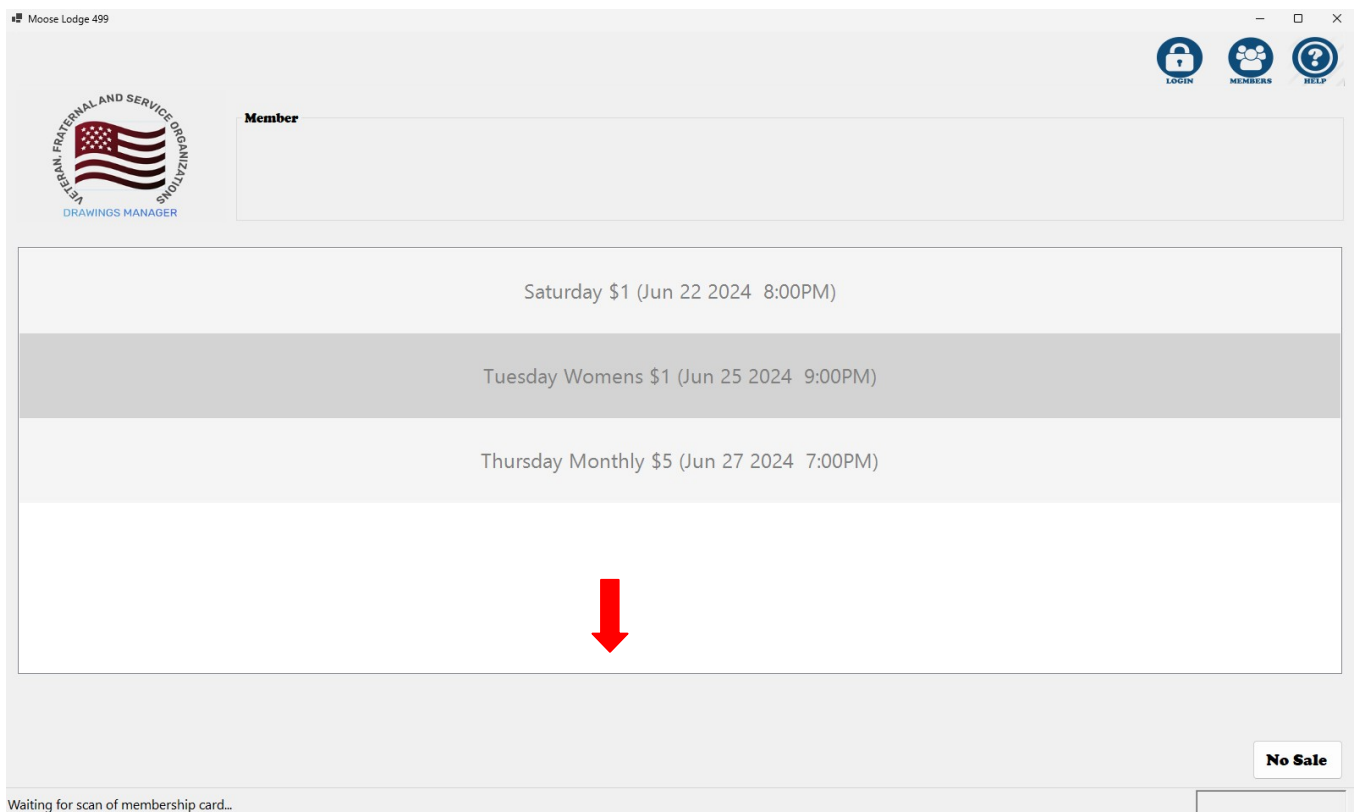 Moose Lodge 499
LOGIN
MEMBERS
HELP
VETERAN, FRATERNAL AND SERVICE ORGANIZATIONS
DRAWINGS MANAGER
Member
Saturday $1 (Jun 22 2024  8:00PM)
Tuesday Womens $1 (Jun 25 2024  9:00PM)
Thursday Monthly $5 (Jun 27 2024  7:00PM)
No Sale
Waiting for scan of membership card...